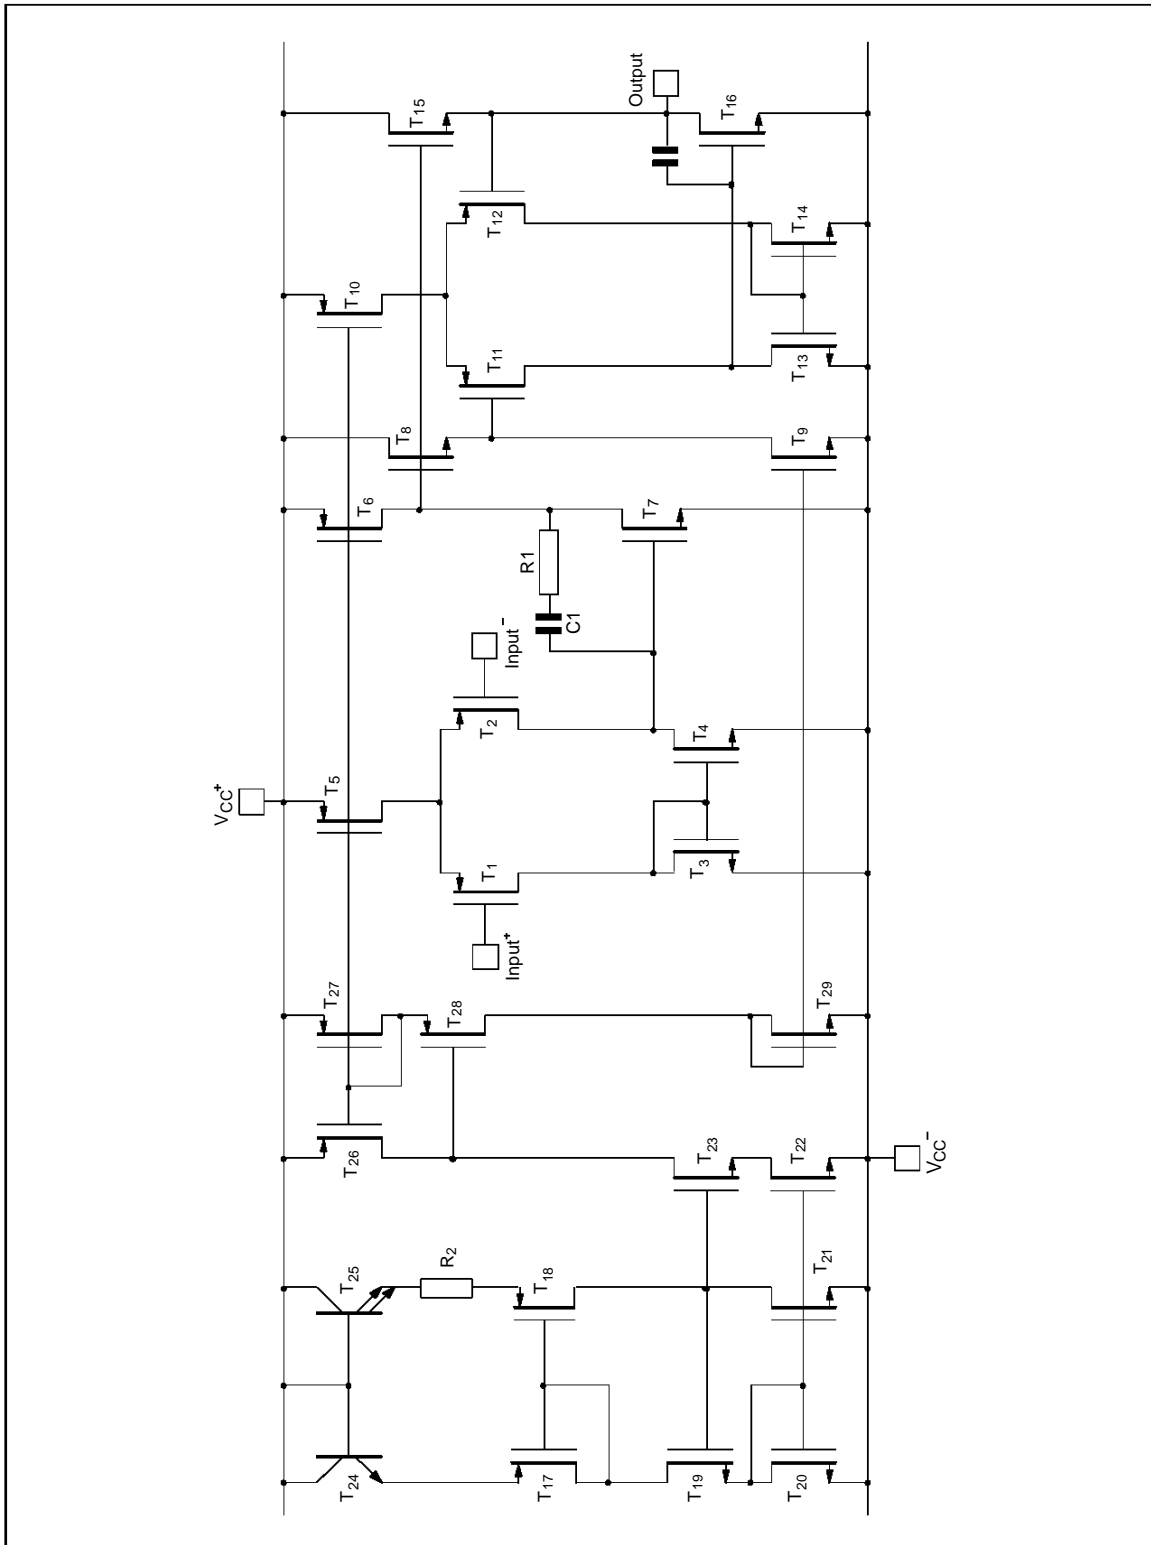 Output
T15
T16
T12
T14
T10
T11
T13
T8
T9
T6
T7
R1
C1
Input -
T2
T4
VCC +
T5
T1
T3
Input +
T27
T28
T29
T26
T23
T22
VCC -
T25
R2
T18
T21
T24
T17
T19
T20